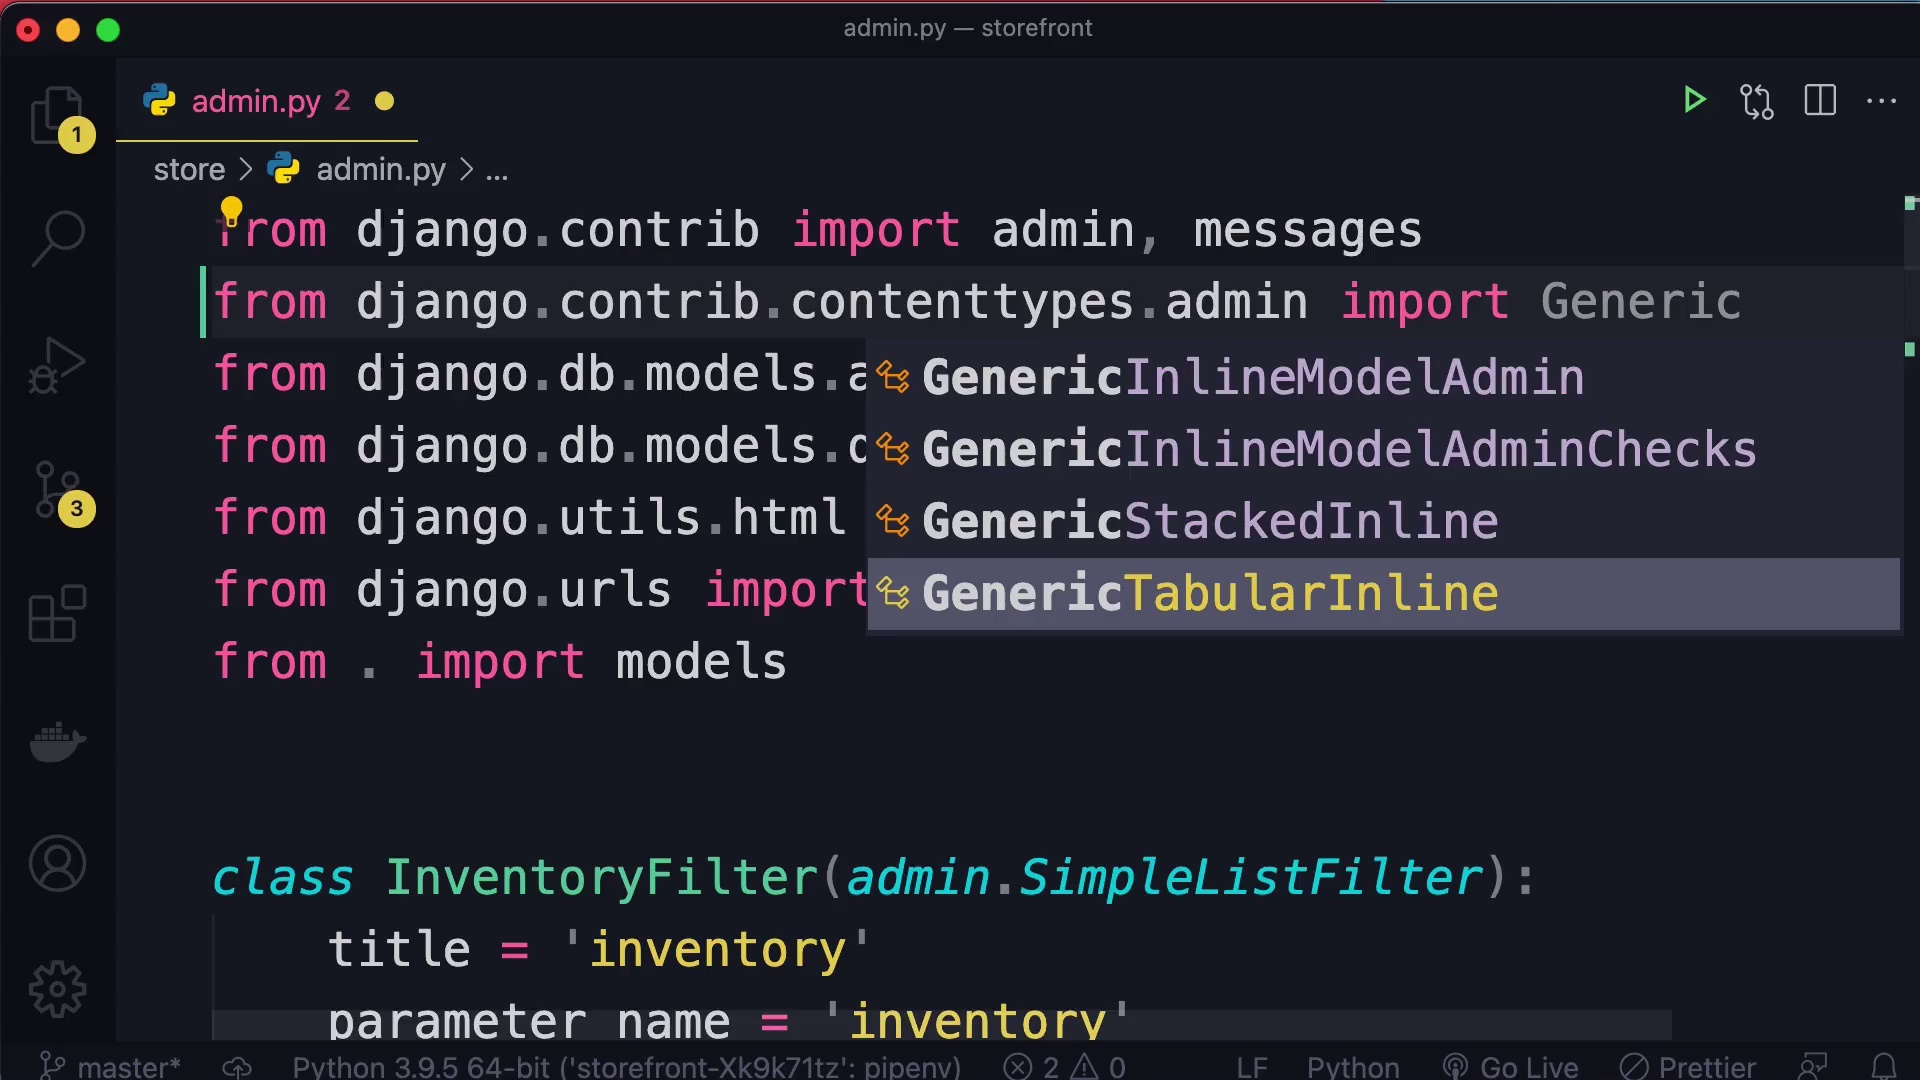 admin.py — storefront
admin.py 2
1
store > admin.py > ...
from django.contrib import admin, messages
from django.contrib.contenttypes.admin import Generic
from django.db.models.a
GenericInlineModelAdmin
from django.db.models.
GenericInlineModelAdminChecks
from django.utils.html
GenericStackedInline
3
from django.urls import
GenericTabularInline
from . import models
class InventoryFilter(admin.SimpleListFilter):
title = 'inventory'
parameter_name = 'inventory'
master* Python 3.9.5 64-bit ('storefront-Xk9k71tz': pipenv) 2 0 LF Python Go Live Prettier